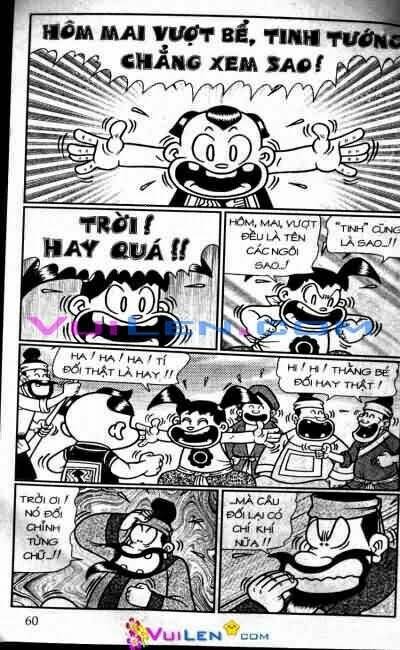 HÔM MAI VƯỢT BỂ, TINH TƯỚNG
CHẲNG XEM SAO!
TRỜI!
HAY QUÁ!!
HÔM, MAI, VƯỢT
ĐỀU LÀ TÊN
CÁC NGÔI
SAO..!
"TINH" CŨNG
LÀ SAO..!!
VuiLen.com
HA! HA! HA! TÍ
ĐỐI THẬT LÀ HAY!!
HI! HI! THẰNG BÉ
ĐỐI HAY THẬT!
TRỜI ƠI!
NÓ ĐỐI
CHỈNH
TỪNG
CHỮ..!!
..MÀ CÂU
ĐỐI LẠI CÓ
CHÍ KHÍ
NỮA!!
60
VuiLen.com